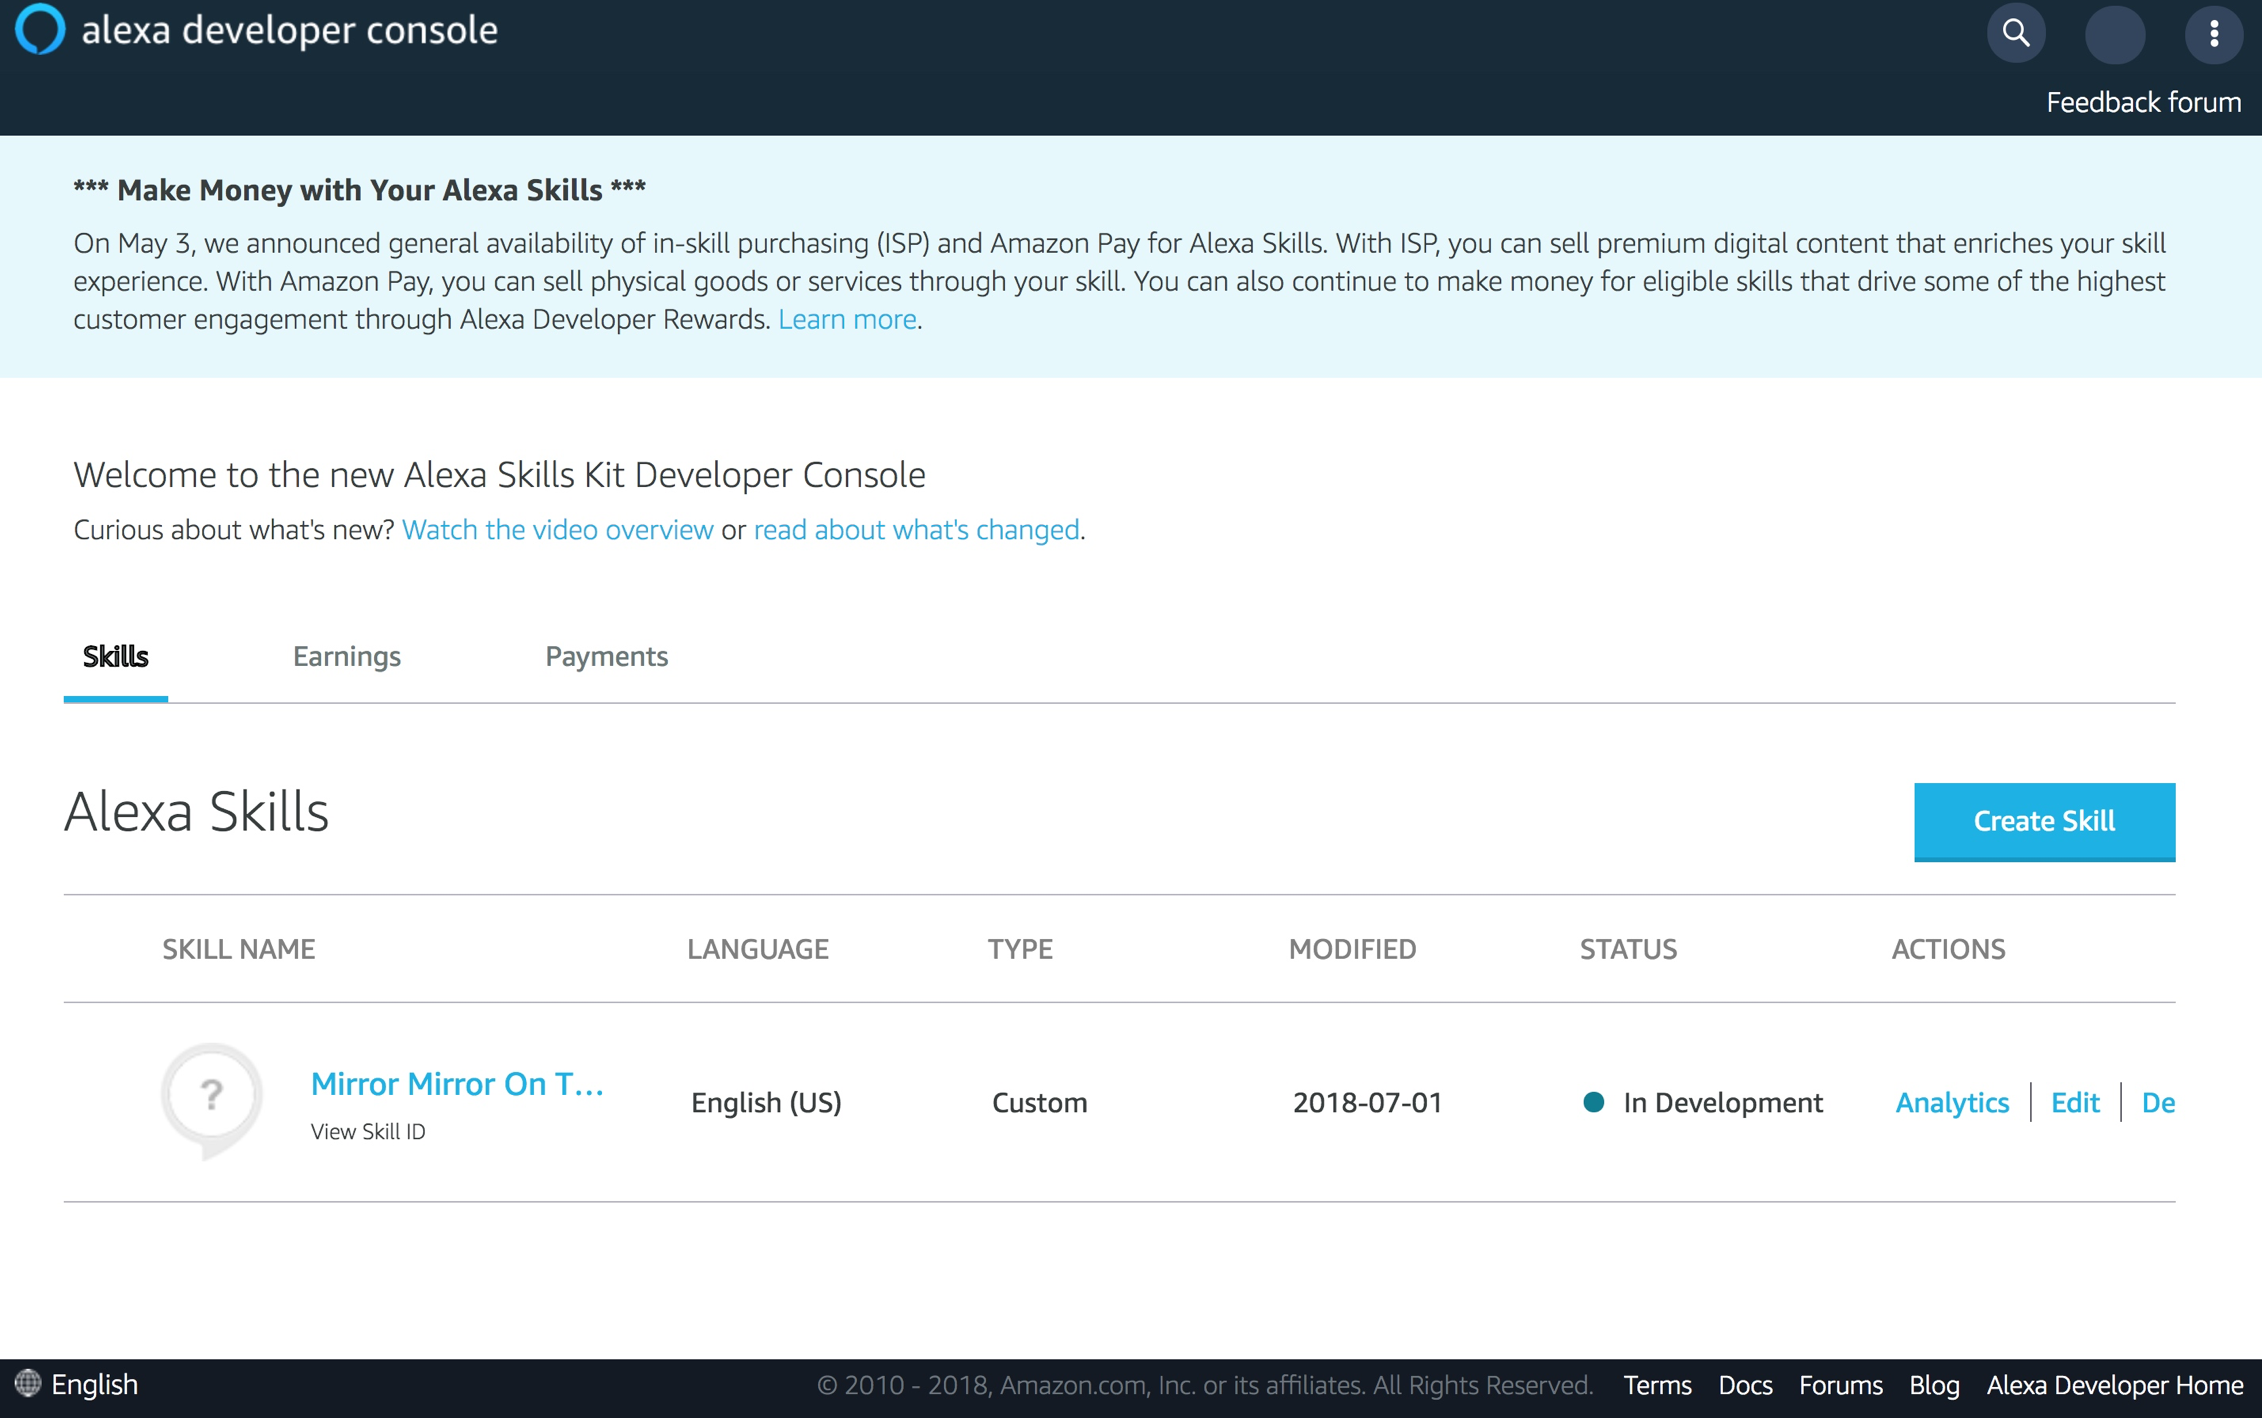 alexa developer console
Feedback forum
*** Make Money with Your Alexa Skills ***
On May 3, we announced general availability of in-skill purchasing (ISP) and Amazon Pay for Alexa Skills. With ISP, you can sell premium digital content that enriches your skill
experience. With Amazon Pay, you can sell physical goods or services through your skill. You can also continue to make money for eligible skills that drive some of the highest
customer engagement through Alexa Developer Rewards. Learn more.
Welcome to the new Alexa Skills Kit Developer Console
Curious about what's new? Watch the video overview or read about what's changed.
Skills Earnings Payments
Alexa Skills
Create Skill
SKILL NAME LANGUAGE TYPE MODIFIED STATUS ACTIONS
? Mirror Mirror On T... English (US) Custom 2018-07-01 In Development Analytics | Edit | De
View Skill ID
English © 2010 - 2018, Amazon.com, Inc. or its affiliates. All Rights Reserved. Terms Docs Forums Blog Alexa Developer Home